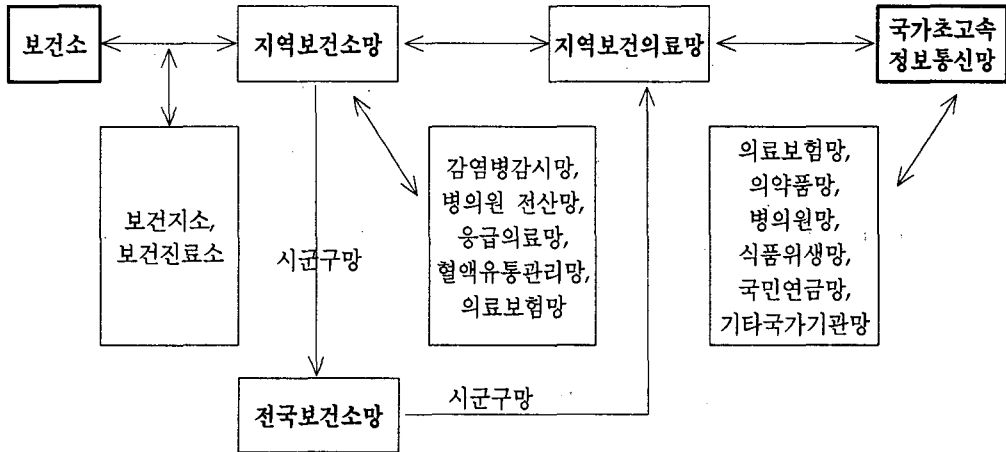 보건소
지역보건소망
지역보건의료망
국가초고속
정보통신망
보건지소,
보건진료소
시군구망
감염병감시망,
병의원 전산망,
응급의료망,
혈액유통관리망,
의료보험망
의료보험망,
의약품망,
병의원망,
식품위생망,
국민연금망,
기타국가기관망
전국보건소망
시군구망